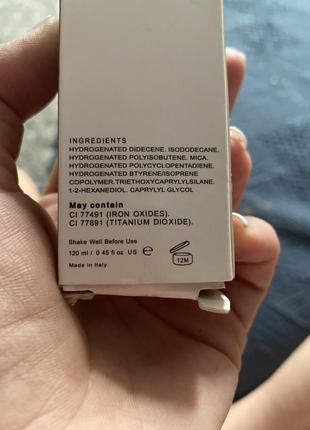 INGREDIENTS
HYDROGENATED DIDECENE. ISODODECANE.
HYDROGENATED POLYISOBUTENE. MICA.
HYDROGENATED POLYCYCLOPENTADIENE.
HYDROGENATED BTYRENE/ISOPRENE
COPOLYMER.TRIETHOXYCAPRYLYLSILANE.
1-2-HEXANEDIOL. CAPRYLYL GLYCOL
May contain
CI 77491 (IRON OXIDES).
CI 77891 (TITANIUM DIOXIDE).
Shake Well Before Use
120 ml / 0 45 fl oz US ℮
Made in Italy
12M